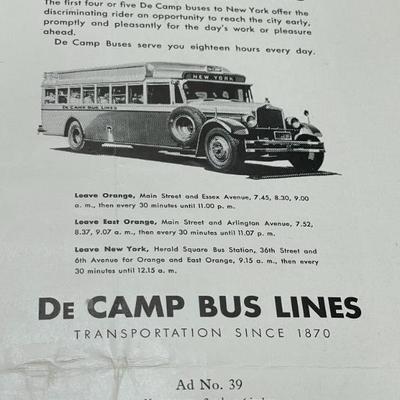 The first four or five De Camp buses to New York offer the
discriminating rider an opportunity to reach the city early,
promptly and pleasantly for the day's work or pleasure
ahead.
De Camp Buses serve you eighteen hours every day.
NEW YORK
DE CAMP BUS LINES
Leave Orange, Main Street and Essex Avenue, 7.45, 8.30, 9.00
a. m., then every 30 minutes until 11.00 p. m.
Leave East Orange, Main Street and Arlington Avenue, 7.52,
8.37, 9.07 a. m., then every 30 minutes until 11.07 p. m.
Leave New York, Herald Square Bus Station, 36th Street and
6th Avenue for Orange and East Orange, 9.15 a. m., then every
30 minutes until 12.15 a. m.
DE CAMP BUS LINES
TRANSPORTATION SINCE 1870
Ad No. 39